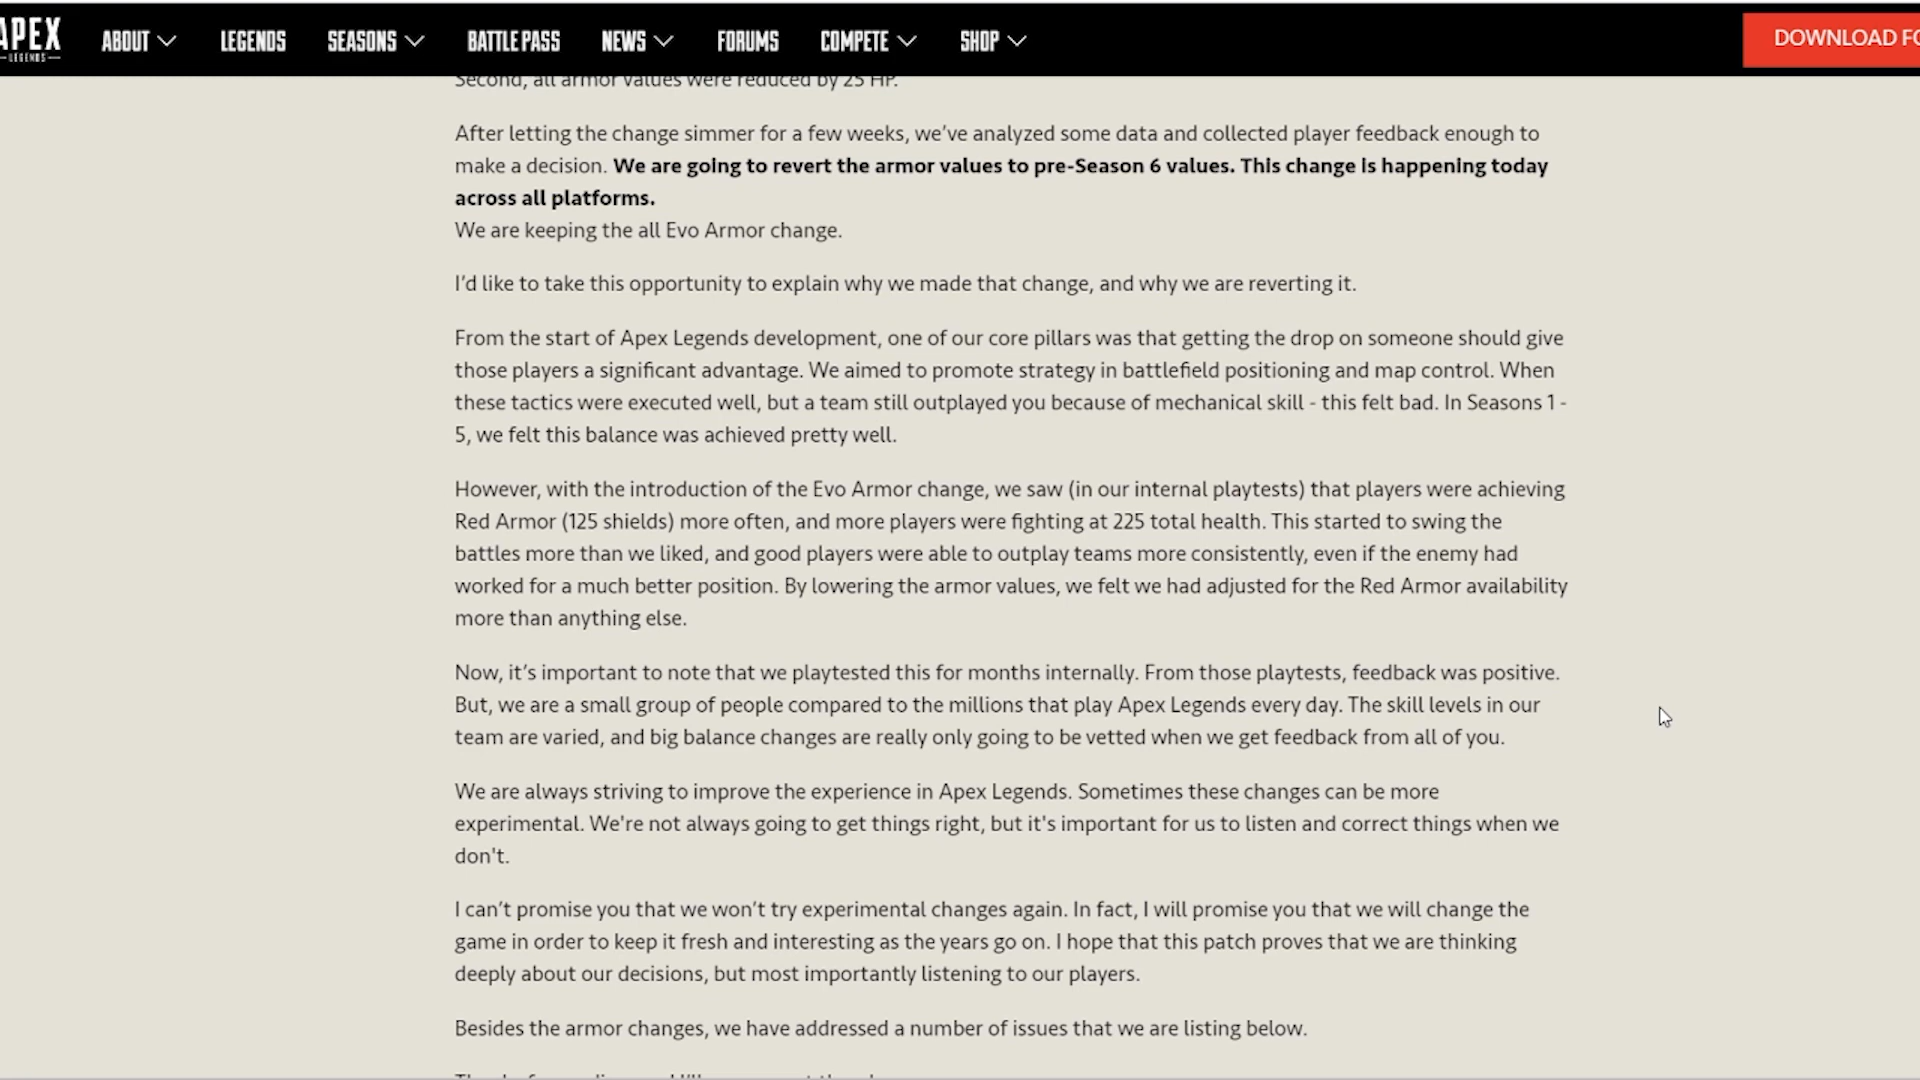 APEX
LEGENDS
ABOUT
LEGENDS
SEASONS
BATTLE PASS
NEWS
FORUMS
COMPETE
SHOP
DOWNLOAD
Second, all armor values were reduced by 25 HP.
After letting the change simmer for a few weeks, we’ve analyzed some data and collected player feedback enough to
make a decision. We are going to revert the armor values to pre-Season 6 values. This change is happening today
across all platforms.
We are keeping the all Evo Armor change.
I’d like to take this opportunity to explain why we made that change, and why we are reverting it.
From the start of Apex Legends development, one of our core pillars was that getting the drop on someone should give
those players a significant advantage. We aimed to promote strategy in battlefield positioning and map control. When
these tactics were executed well, but a team still outplayed you because of mechanical skill - this felt bad. In Seasons 1 -
5, we felt this balance was achieved pretty well.
However, with the introduction of the Evo Armor change, we saw (in our internal playtests) that players were achieving
Red Armor (125 shields) more often, and more players were fighting at 225 total health. This started to swing the
battles more than we liked, and good players were able to outplay teams more consistently, even if the enemy had
worked for a much better position. By lowering the armor values, we felt we had adjusted for the Red Armor availability
more than anything else.
Now, it’s important to note that we playtested this for months internally. From those playtests, feedback was positive.
But, we are a small group of people compared to the millions that play Apex Legends every day. The skill levels in our
team are varied, and big balance changes are really only going to be vetted when we get feedback from all of you.
We are always striving to improve the experience in Apex Legends. Sometimes these changes can be more
experimental. We're not always going to get things right, but it's important for us to listen and correct things when we
don't.
I can’t promise you that we won’t try experimental changes again. In fact, I will promise you that we will change the
game in order to keep it fresh and interesting as the years go on. I hope that this patch proves that we are thinking
deeply about our decisions, but most importantly listening to our players.
Besides the armor changes, we have addressed a number of issues that we are listing below.